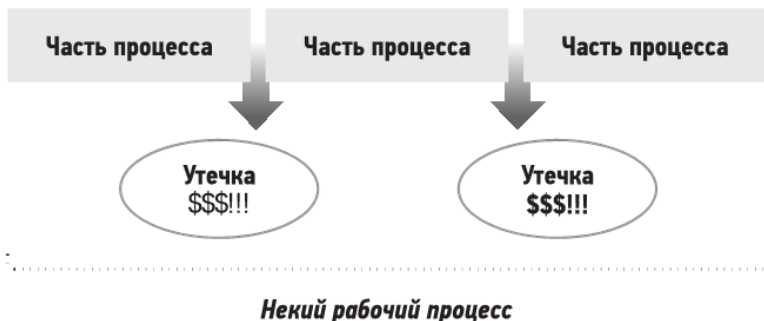 Часть процесса Часть процесса Часть процесса
Утечка Утечка
$$$!!! $$$!!!
Некий рабочий процесс